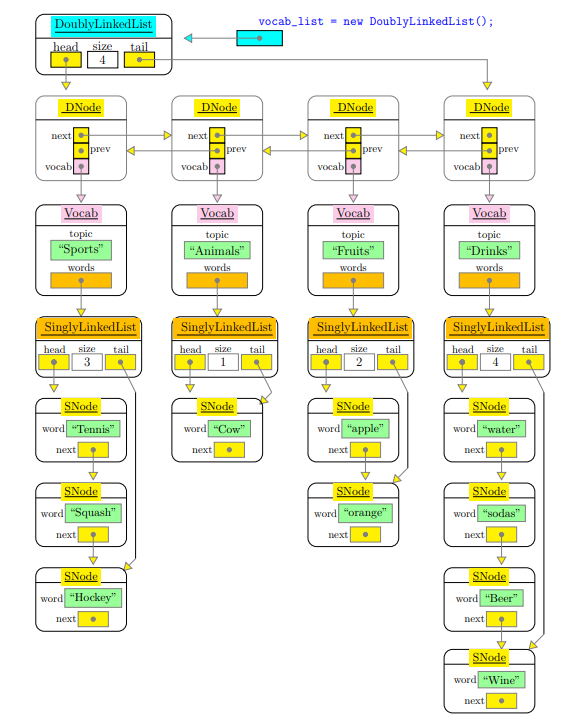 vocab_list = new DoublyLinkedList();
DoublyLinkedList
head size tail
4
_DNode _DNode _DNode _DNode
next next next next
prev prev prev
vocab vocab vocab vocab
Vocab Vocab Vocab Vocab
topic topic topic topic
“Sports” “Animals” “Fruits” “Drinks”
words words words words
SinglyLinkedList SinglyLinkedList SinglyLinkedList SinglyLinkedList
head size tail head size tail head size tail head size tail
3 1 2 4
SNode SNode SNode SNode
word “Tennis” word “Cow” word “apple” word “water”
next next next next
SNode SNode SNode
word “Squash” word “orange” word “sodas”
next next next
SNode SNode
word “Hockey” word “Beer”
next next
SNode
word “Wine”
next